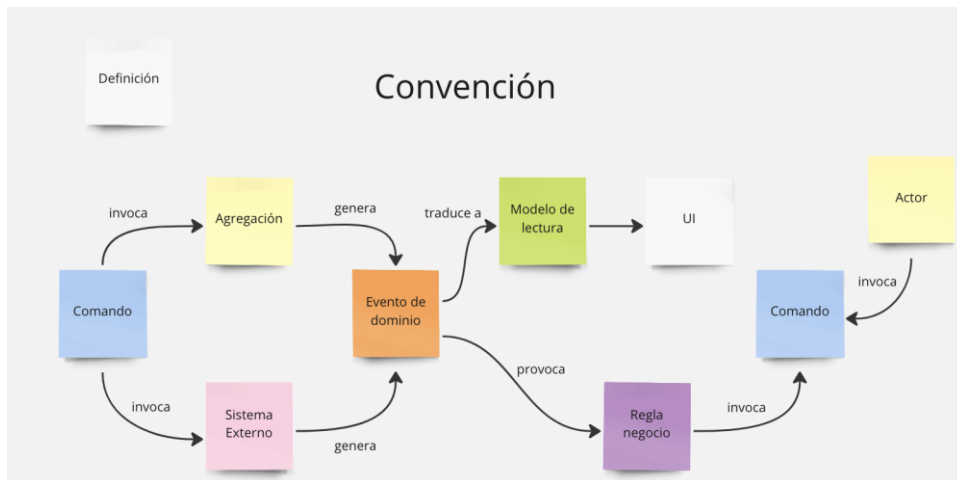 Definición
Convención
Actor
invoca
Agregación
genera
traduce a
Modelo de
lectura
UI
invoca
Comando
Evento de
dominio
Comando
provoca
invoca
Sistema
Externo
genera
Regla
negocio
invoca